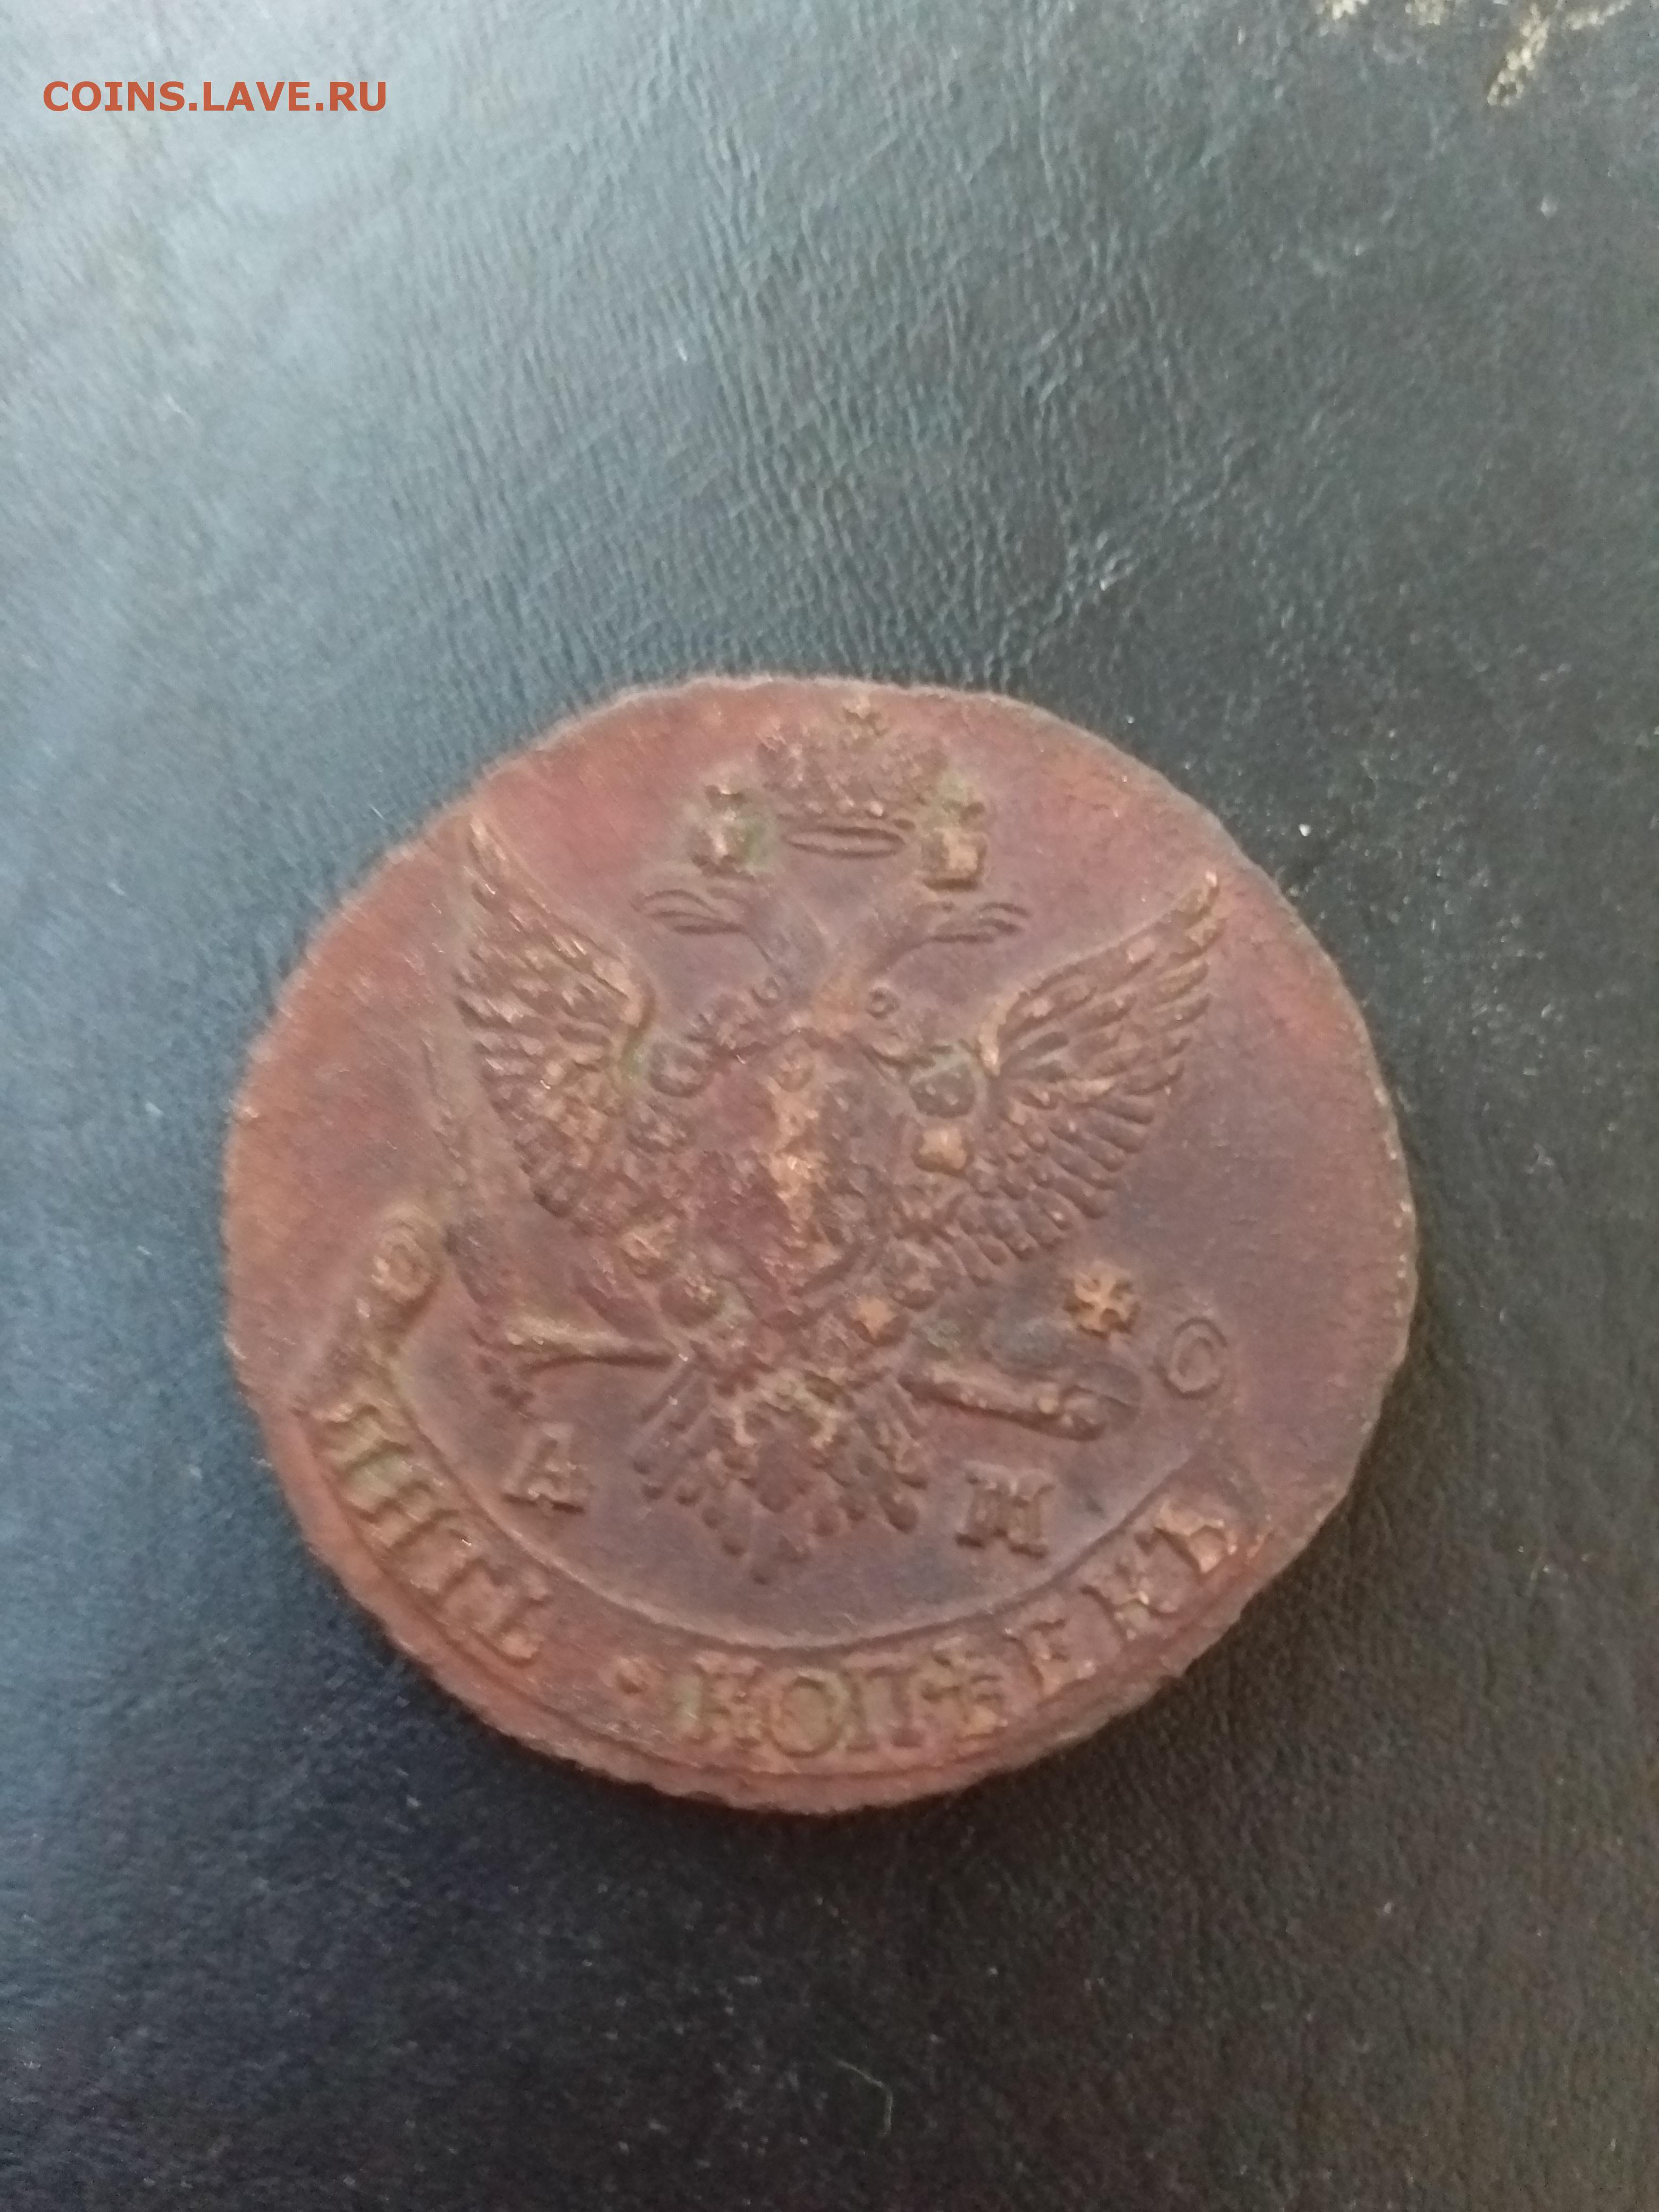 COINS.LAVE.RU
А М
ПЯТЬ • КОПѢЕКЪ